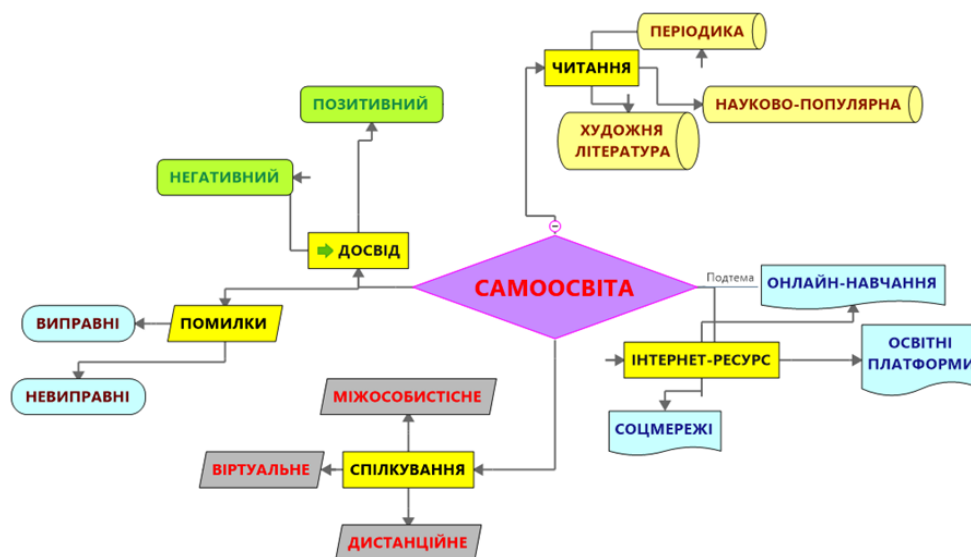 ПЕРІОДИКА
ЧИТАННЯ
НАУКОВО-ПОПУЛЯРНА
ХУДОЖНЯ
ЛІТЕРАТУРА
ПОЗИТИВНИЙ
НЕГАТИВНИЙ
ДОСВІД
САМООСВІТА
Подтема
ОНЛАЙН-НАВЧАННЯ
ПОМИЛКИ
ВИПРАВНІ
НЕВИПРАВНІ
ІНТЕРНЕТ-РЕСУРС
ОСВІТНІ
ПЛАТФОРМИ
СОЦМЕРЕЖІ
МІЖОСОБИСТІСНЕ
ВІРТУАЛЬНЕ
СПІЛКУВАННЯ
ДИСТАНЦІЙНЕ